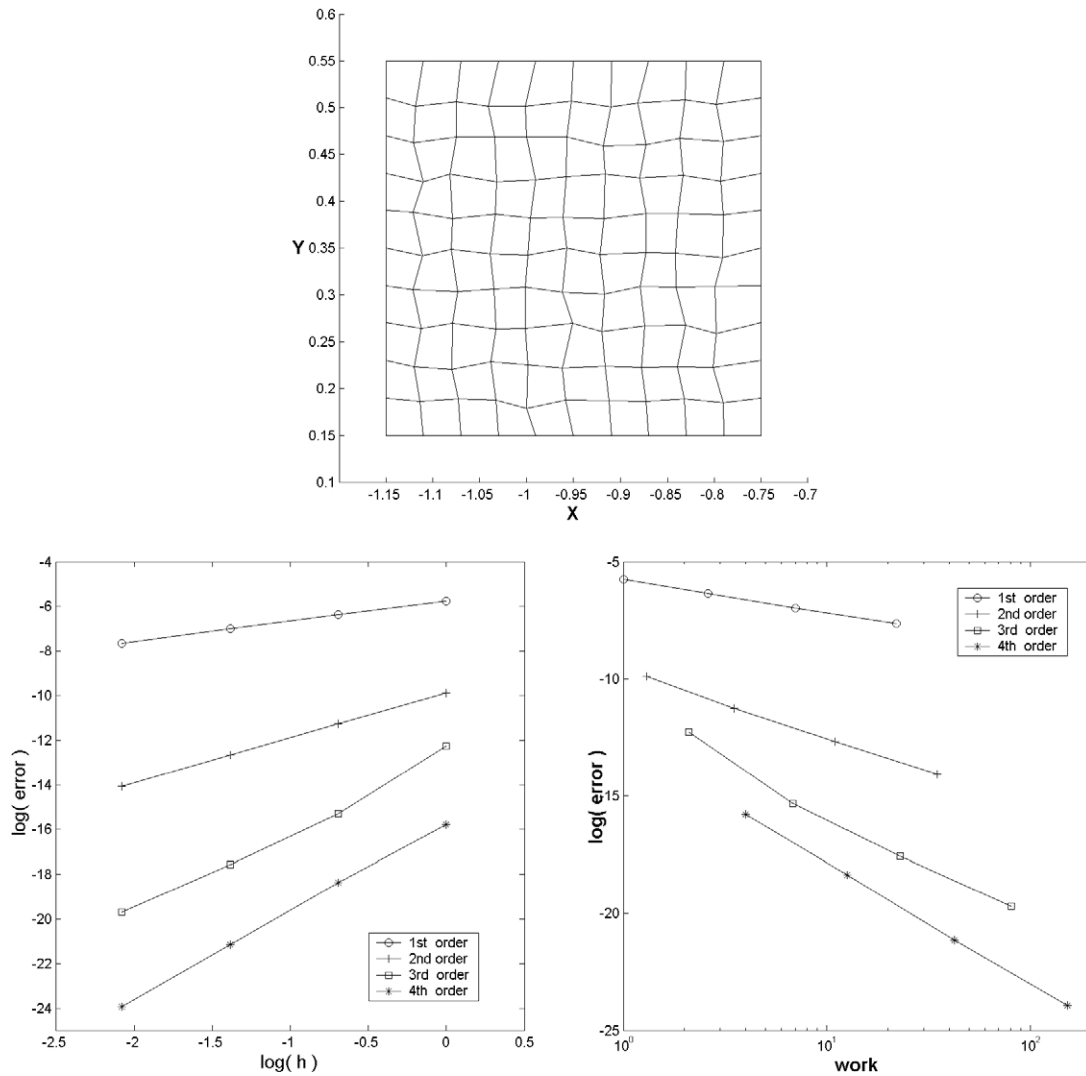 0.6
0.55
0.5
0.45
0.4
Y 0.35
0.3
0.25
0.2
0.15
0.1
-1.15 -1.1 -1.05 -1 -0.95 -0.9 -0.85 -0.8 -0.75 -0.7
X
-4
-6
-8
-10
-12
-14
-16
-18
-20
-22
-24
log( error )
1st order
2nd order
3rd order
4th order
-2.5 -2 -1.5 -1 -0.5 0 0.5
log( h )
-5
-10
-15
-20
-25
log( error )
1st order
2nd order
3rd order
4th order
10^0 10^1 10^2
work